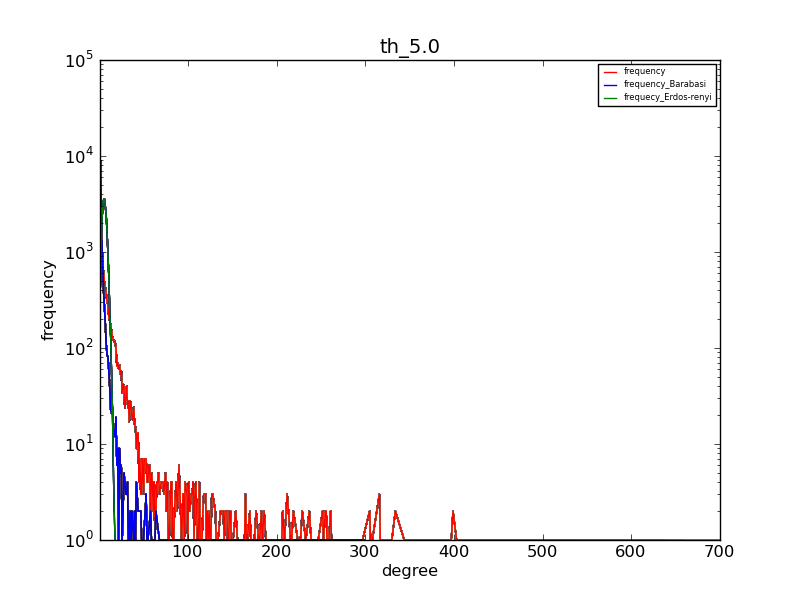 th_5.0
frequency
frequency_Barabasi
frequecy_Erdos-renyi
10^5
10^4
10^3
10^2
10^1
10^0
frequency
100 200 300 400 500 600 700
degree